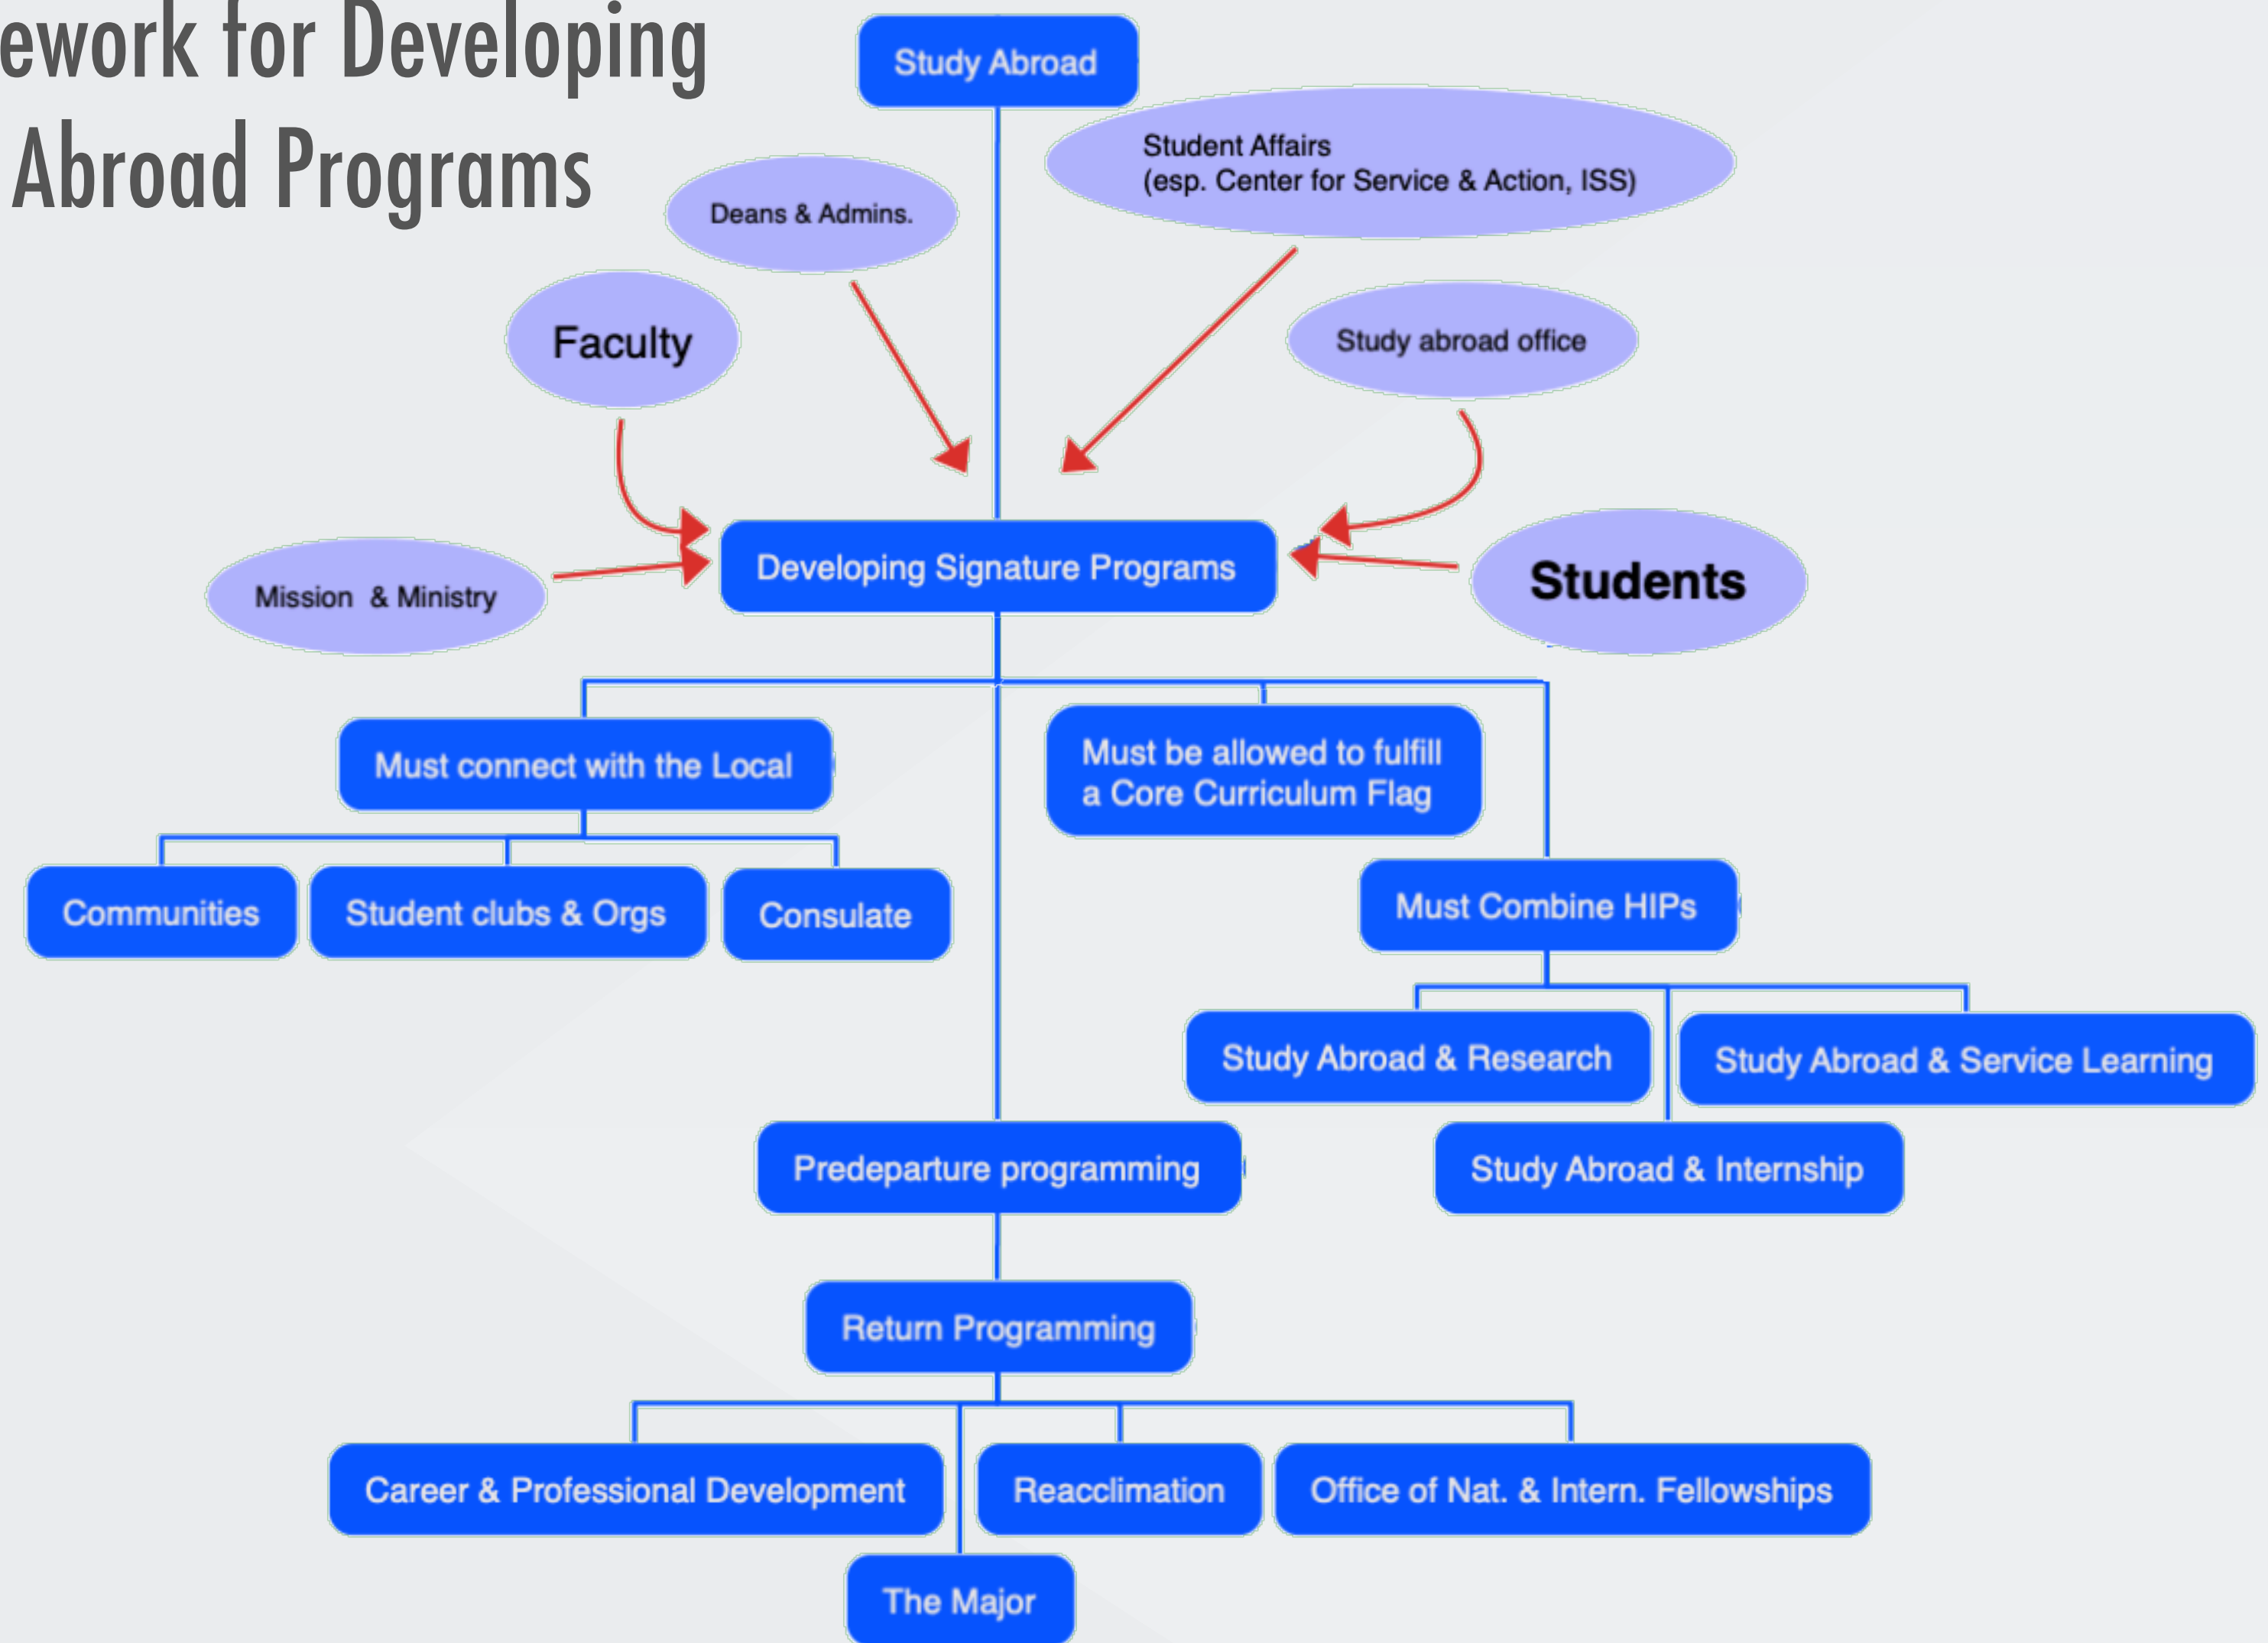 ework for Developing
Abroad Programs
Study Abroad
Student Affairs
(esp. Center for Service & Action, ISS)
Deans & Admins.
Faculty
Study abroad office
Developing Signature Programs
Students
Mission & Ministry
Must connect with the Local
Must be allowed to fulfill
a Core Curriculum Flag
Communities
Student clubs & Orgs
Consulate
Must Combine HIPs
Study Abroad & Research
Study Abroad & Service Learning
Predeparture programming
Study Abroad & Internship
Return Programming
Career & Professional Development
Reacclimation
Office of Nat. & Intern. Fellowships
The Major